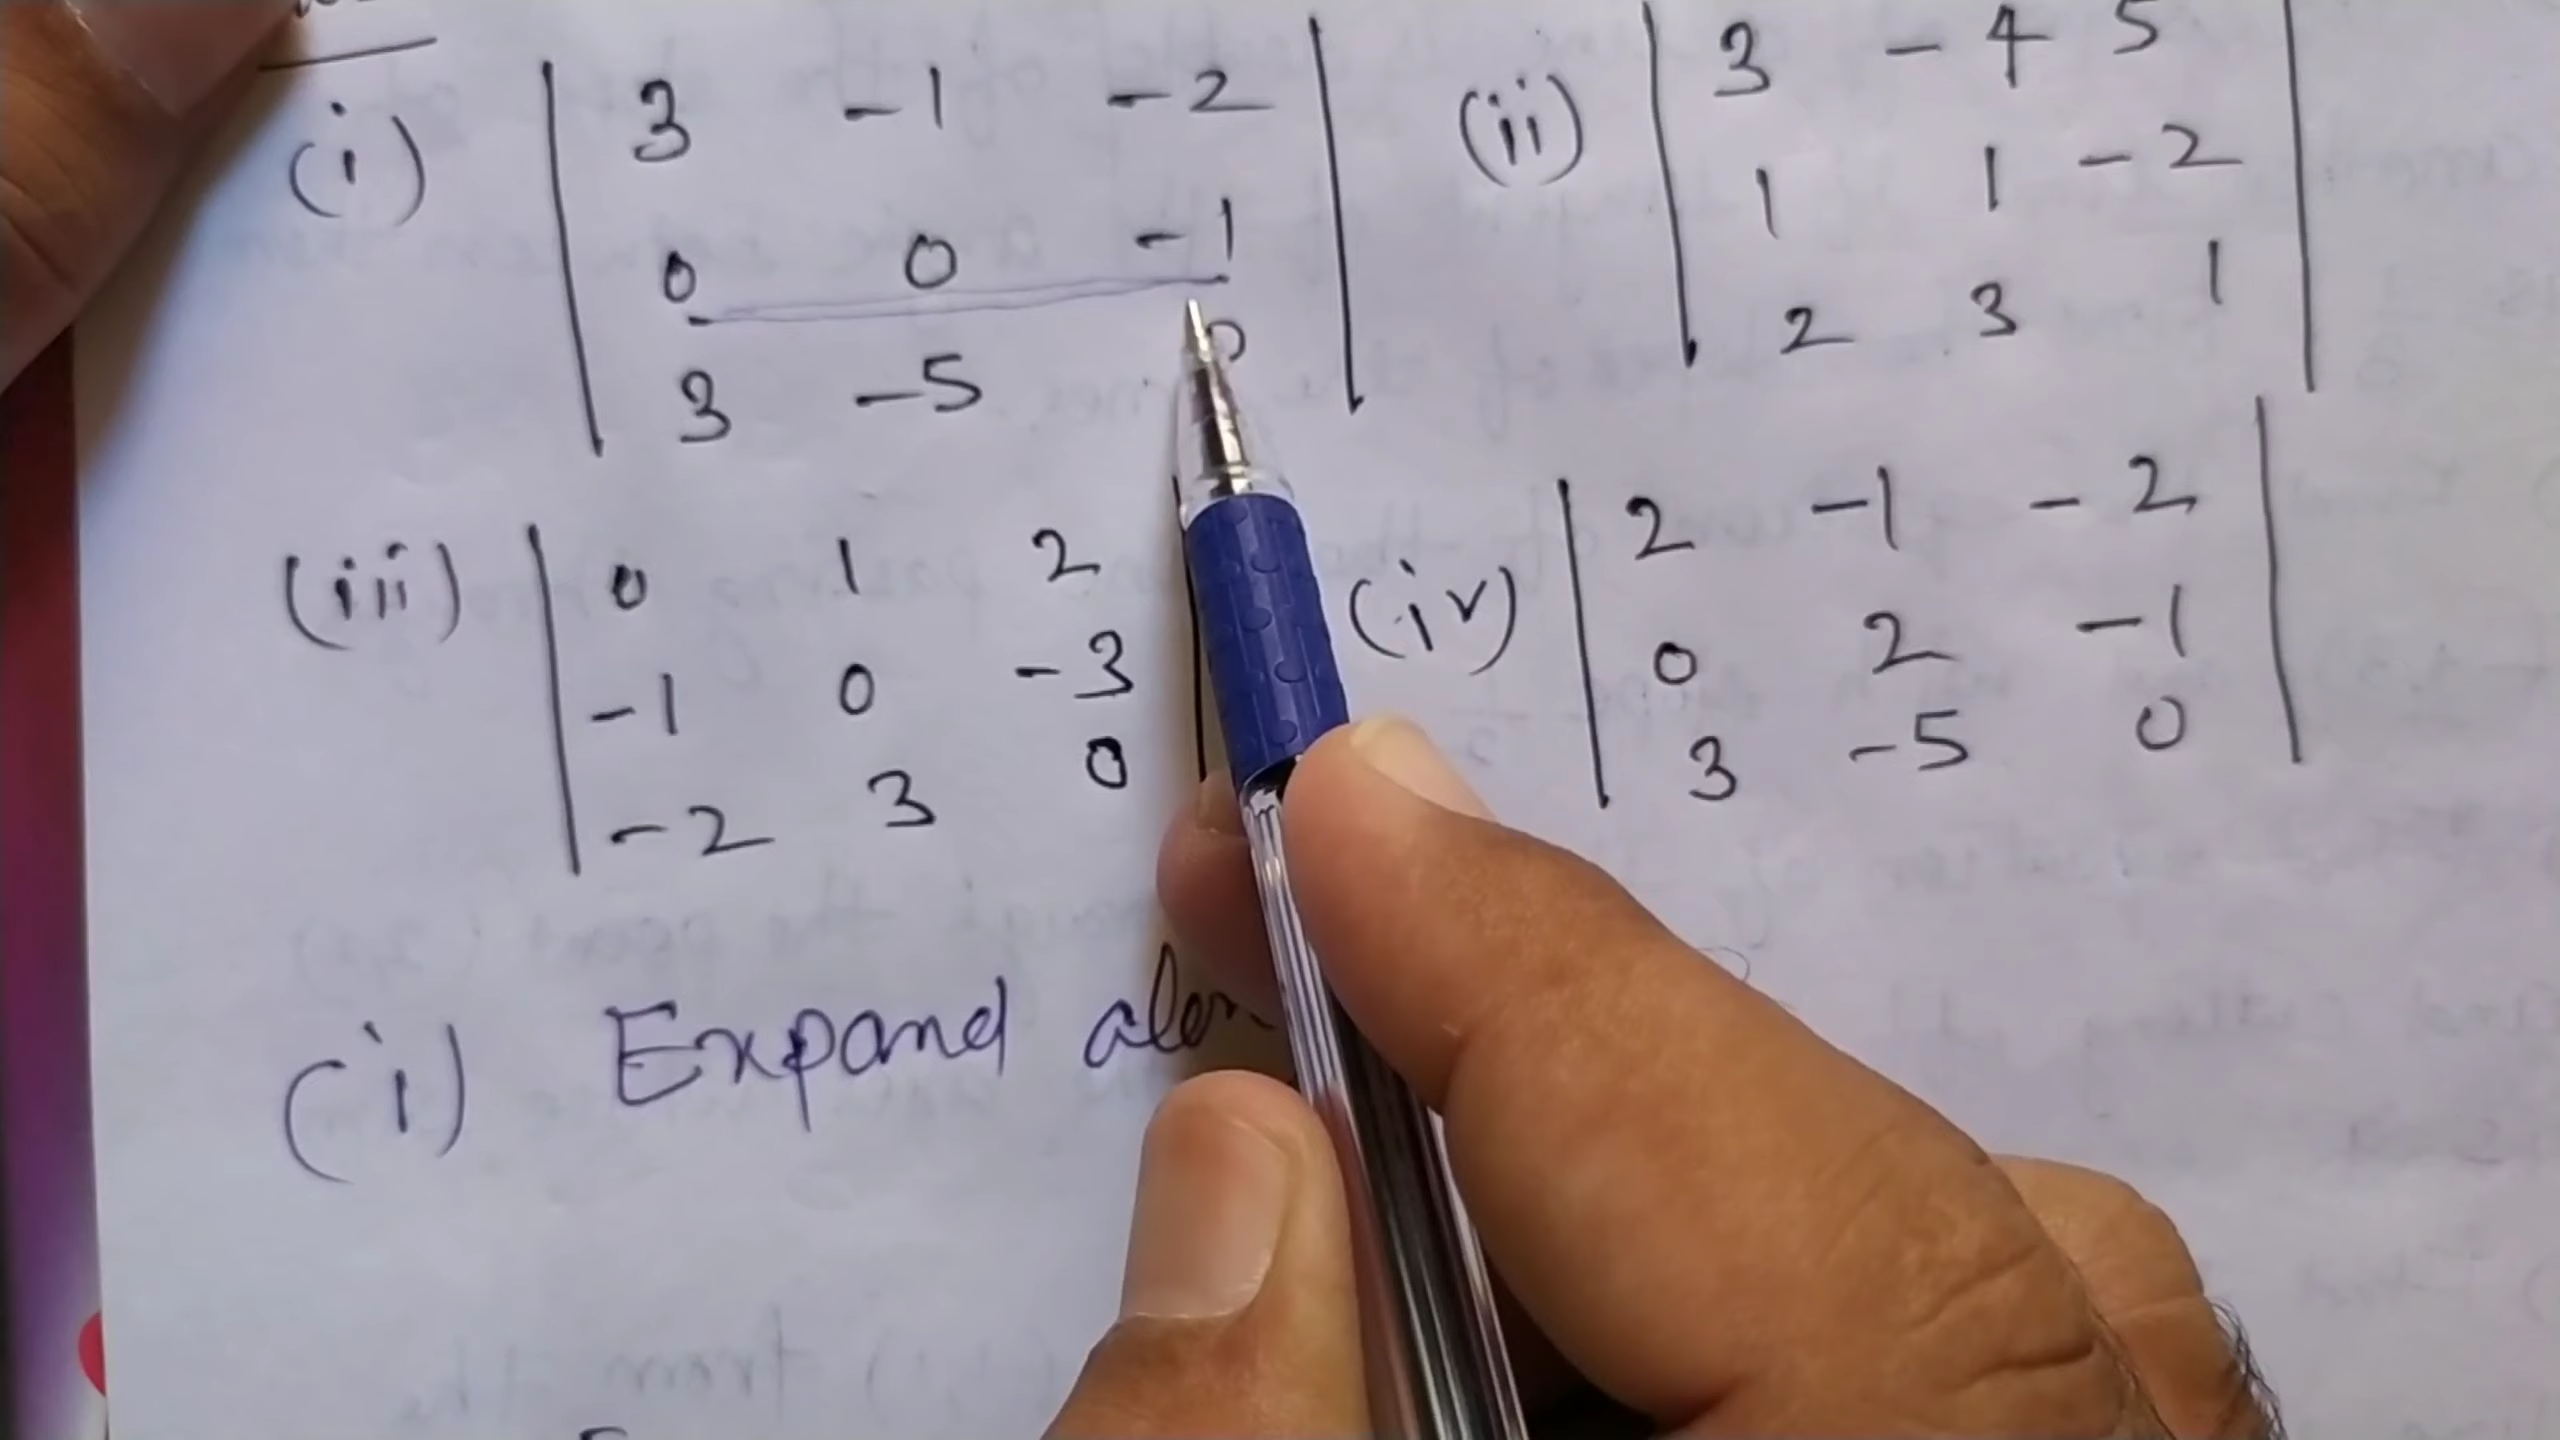 (i) | 3 -1 -2 | (ii) | 3 -4 5 |
| 0 0 -1 | | 1 1 -2 |
| 3 -5 0 | | 2 3 1 |
(iii) | 0 1 2 | (iv) | 2 -1 -2 |
| -1 0 -3 | | 0 2 -1 |
| -2 3 0 | | 3 -5 0 |
(i) Expand